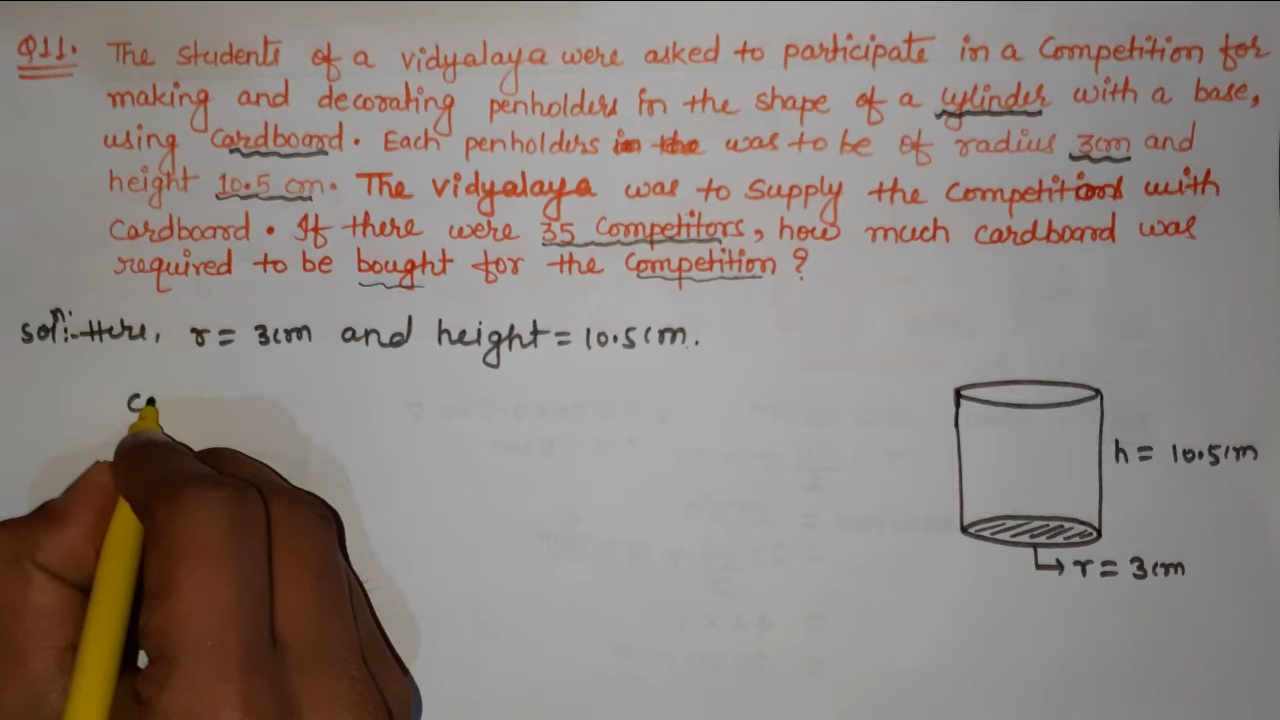 Q11. The students of a vidyalaya were asked to participate in a Competition for
making and decorating penholders in the shape of a cylinder with a base,
using cardboard. Each penholders was to be of radius 3cm and
height 10.5 cm. The vidyalaya was to supply the competitors with
cardboard. If there were 35 Competitors, how much cardboard was
required to be bought for the Competition ?
Soln:- Here, r = 3cm and height = 10.5cm.
h = 10.5cm
r = 3cm